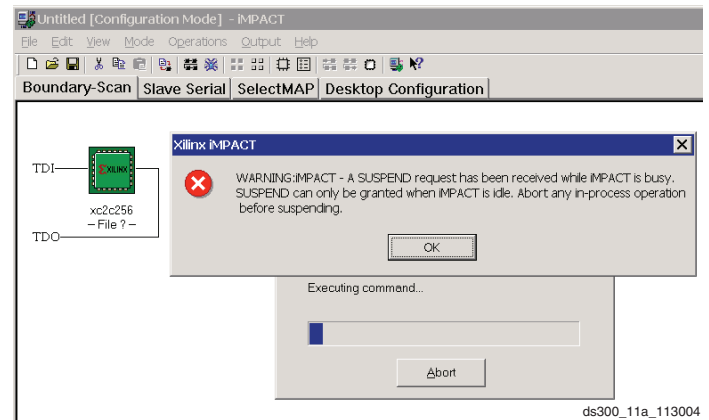 Untitled [Configuration Mode] - iMPACT
File Edit View Mode Operations Output Help
Boundary-Scan Slave Serial SelectMAP Desktop Configuration
Xilinx iMPACT
WARNING:iMPACT - A SUSPEND request has been received while iMPACT is busy.
SUSPEND can only be granted when iMPACT is idle. Abort any in-process operation
before suspending.
OK
TDI
XILINX
xc2c256
-- File ? --
TDO
Executing command...
Abort
ds300_11a_113004